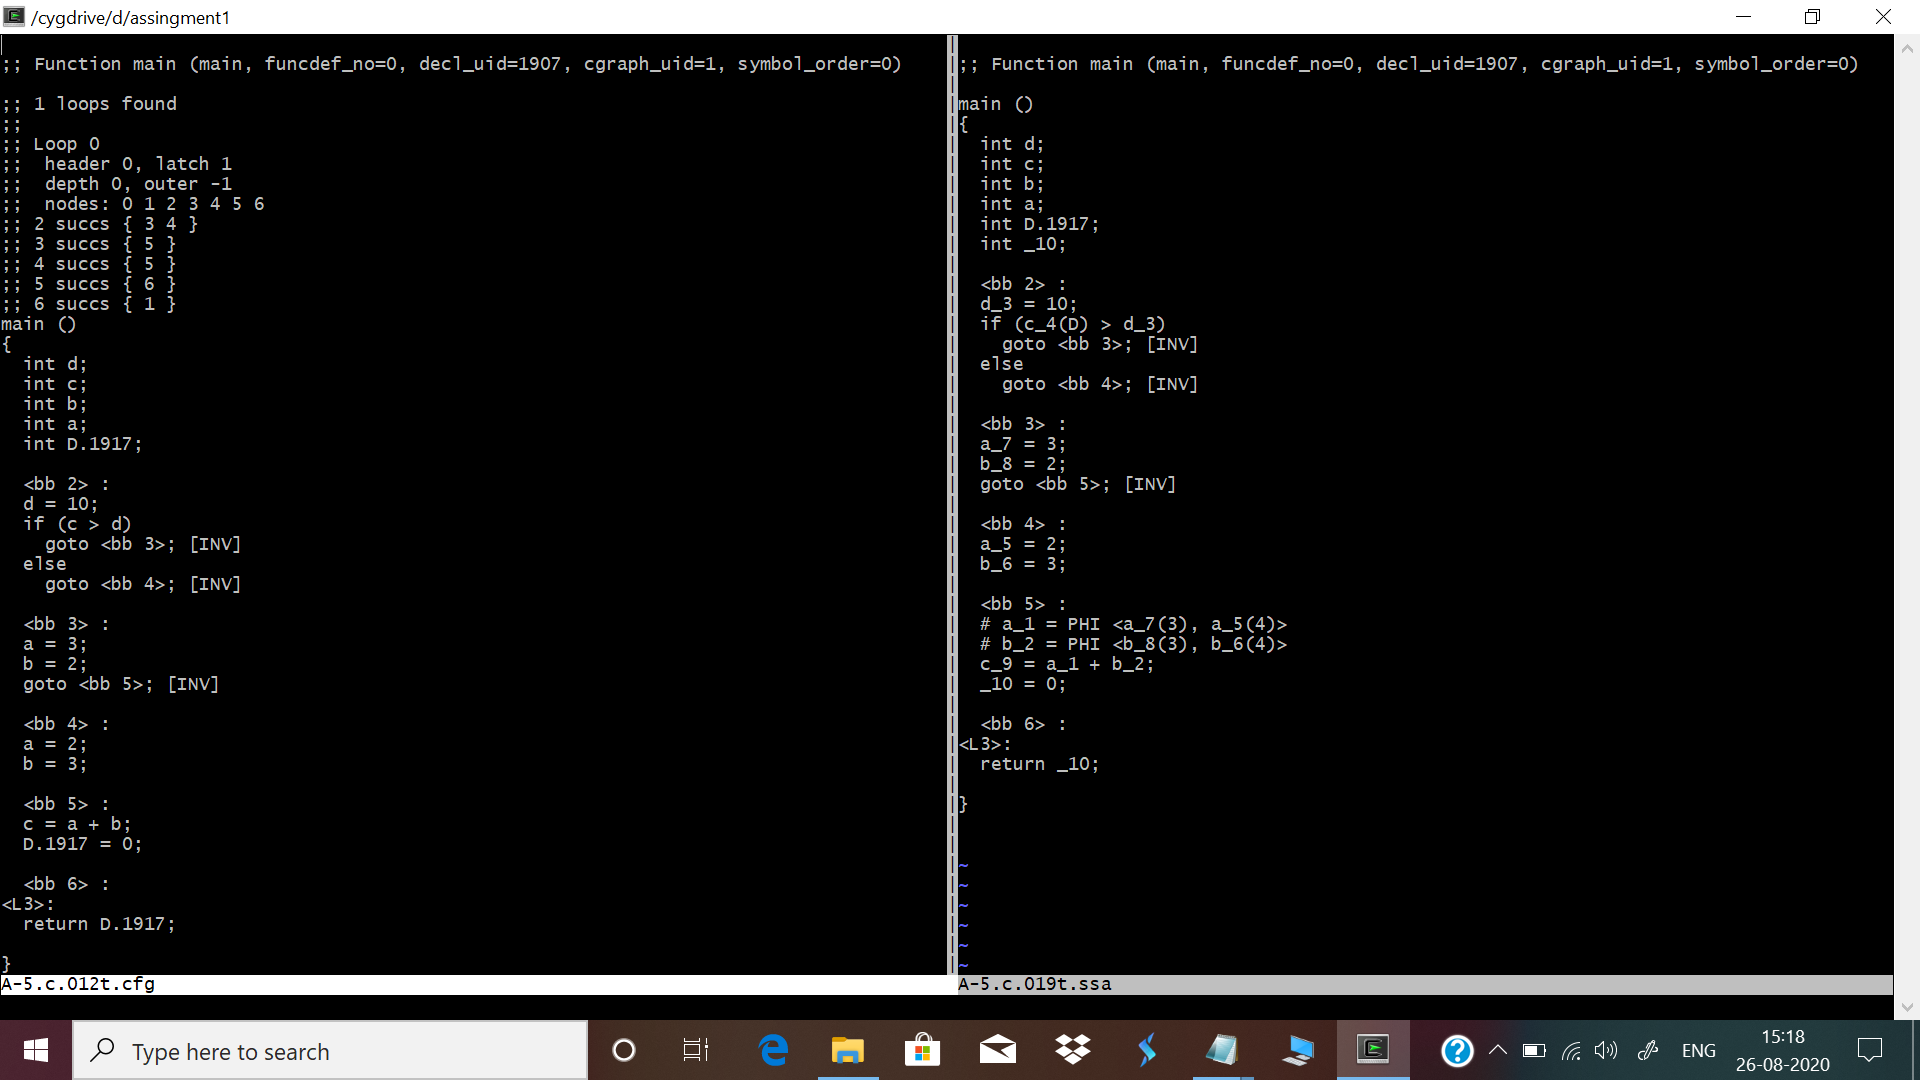 /cygdrive/d/assingment1
;; Function main (main, funcdef_no=0, decl_uid=1907, cgraph_uid=1, symbol_order=0)
;; 1 loops found
;;
;; Loop 0
;;  header 0, latch 1
;;  depth 0, outer -1
;;  nodes: 0 1 2 3 4 5 6
;; 2 succs { 3 4 }
;; 3 succs { 5 }
;; 4 succs { 5 }
;; 5 succs { 6 }
;; 6 succs { 1 }
main ()
{
  int d;
  int c;
  int b;
  int a;
  int D.1917;
  <bb 2> :
  d = 10;
  if (c > d)
    goto <bb 3>; [INV]
  else
    goto <bb 4>; [INV]
  <bb 3> :
  a = 3;
  b = 2;
  goto <bb 5>; [INV]
  <bb 4> :
  a = 2;
  b = 3;
  <bb 5> :
  c = a + b;
  D.1917 = 0;
  <bb 6> :
<L3>:
  return D.1917;
}
A-5.c.012t.cfg
;; Function main (main, funcdef_no=0, decl_uid=1907, cgraph_uid=1, symbol_order=0)
main ()
{
  int d;
  int c;
  int b;
  int a;
  int D.1917;
  int _10;
  <bb 2> :
  d_3 = 10;
  if (c_4(D) > d_3)
    goto <bb 3>; [INV]
  else
    goto <bb 4>; [INV]
  <bb 3> :
  a_7 = 3;
  b_8 = 2;
  goto <bb 5>; [INV]
  <bb 4> :
  a_5 = 2;
  b_6 = 3;
  <bb 5> :
  # a_1 = PHI <a_7(3), a_5(4)>
  # b_2 = PHI <b_8(3), b_6(4)>
  c_9 = a_1 + b_2;
  _10 = 0;
  <bb 6> :
<L3>:
  return _10;
}
~
~
~
~
~
~
A-5.c.019t.ssa
Type here to search
ENG
15:18
26-08-2020